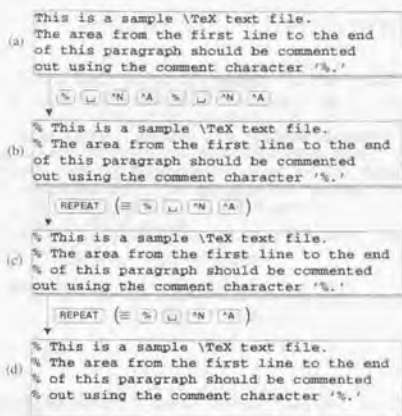 This is a sample \TeX text file.
(a) The area from the first line to the end
of this paragraph should be commented
out using the comment character '%.'
% ␣ ^N ^A % ␣ ^N ^A
% This is a sample \TeX text file.
(b) % The area from the first line to the end
of this paragraph should be commented
out using the comment character '%.'
REPEAT (≡ % ␣ ^N ^A )
% This is a sample \TeX text file.
(c) % The area from the first line to the end
% of this paragraph should be commented
out using the comment character '%.'
REPEAT (≡ % ␣ ^N ^A )
% This is a sample \TeX text file.
(d) % The area from the first line to the end
% of this paragraph should be commented
% out using the comment character '%.'